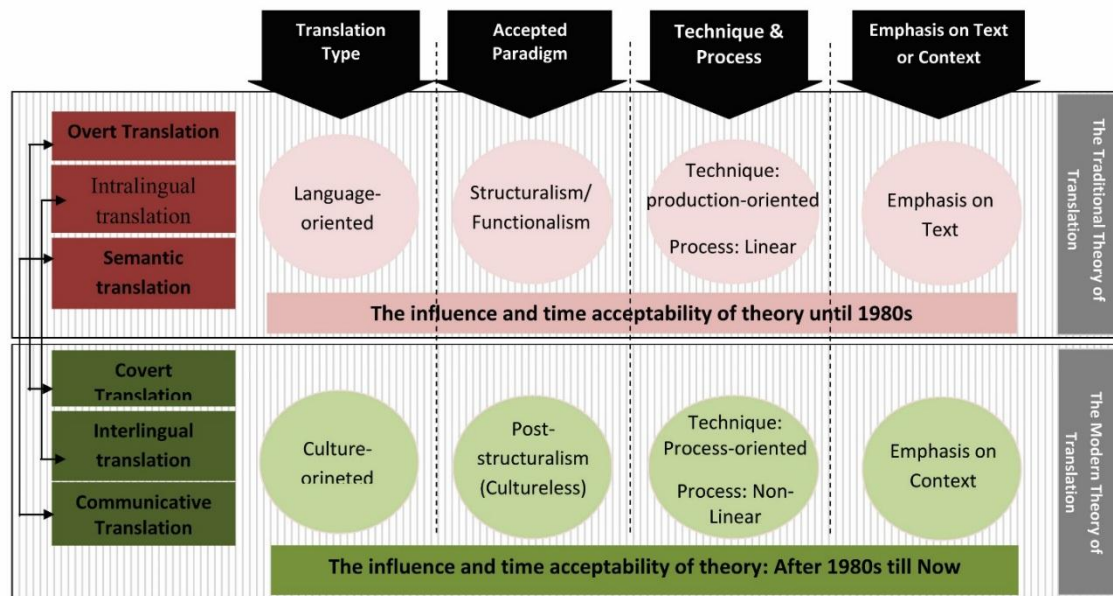 Translation
Type
Accepted
Paradigm
Technique &
Process
Emphasis on Text
or Context
Overt Translation
Intralingual
translation
Semantic
translation
Language-
oriented
Structuralism/
Functionalism
Technique:
production-oriented
Process: Linear
Emphasis on
Text
The influence and time acceptability of theory until 1980s
The Traditional Theory of
Translation
Covert
Translation
Interlingual
translation
Communicative
Translation
Culture-
orineted
Post-
structuralism
(Cultureless)
Technique:
Process-oriented
Process: Non-
Linear
Emphasis on
Context
The influence and time acceptability of theory: After 1980s till Now
The Modern Theory of
Translation